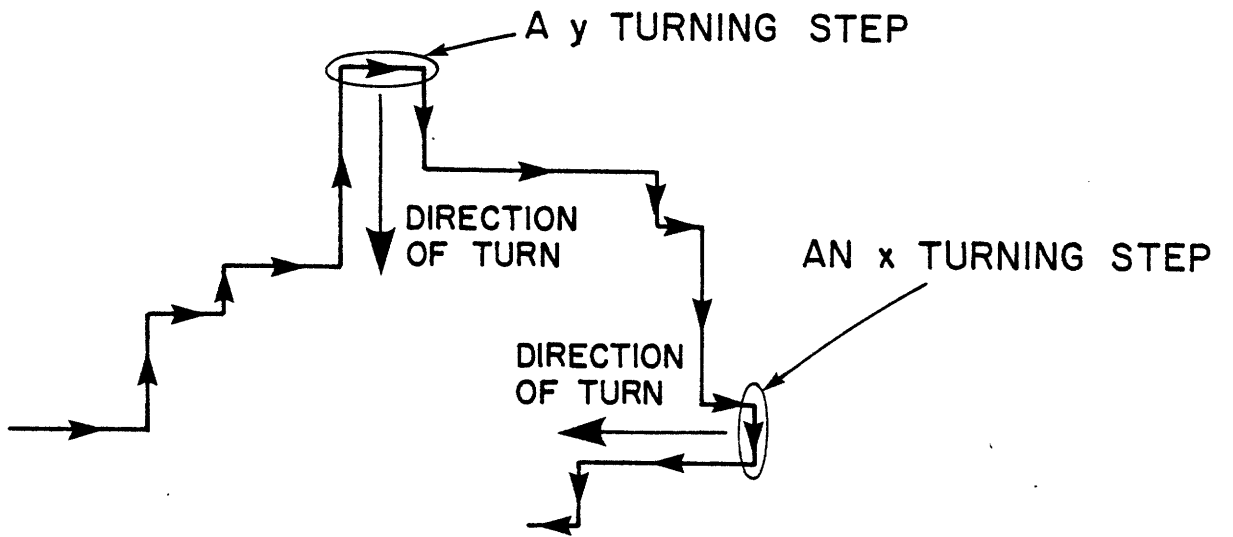 A y TURNING STEP
DIRECTION
OF TURN
AN x TURNING STEP
DIRECTION
OF TURN